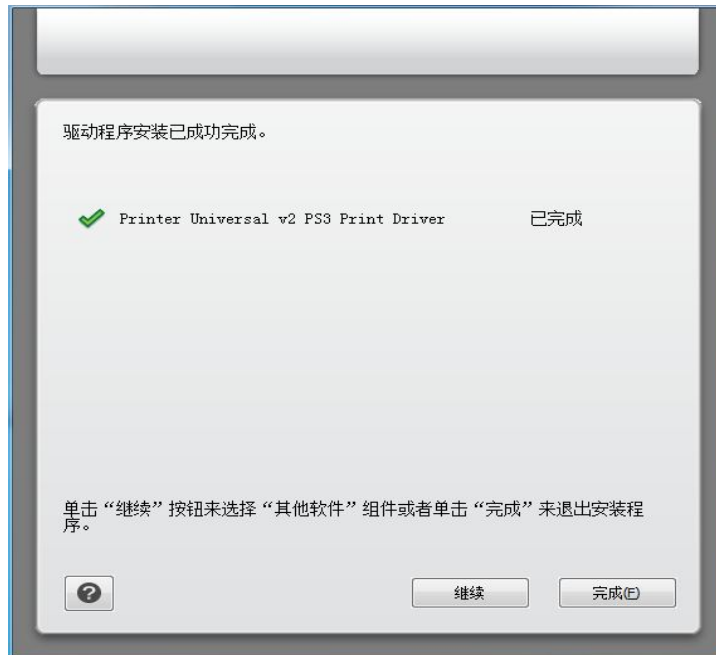 驱动程序安装已成功完成。
Printer Universal v2 PS3 Print Driver 已完成
单击“继续”按钮来选择“其他软件”组件或者单击“完成”来退出安装程
序。
? 继续 完成(F)